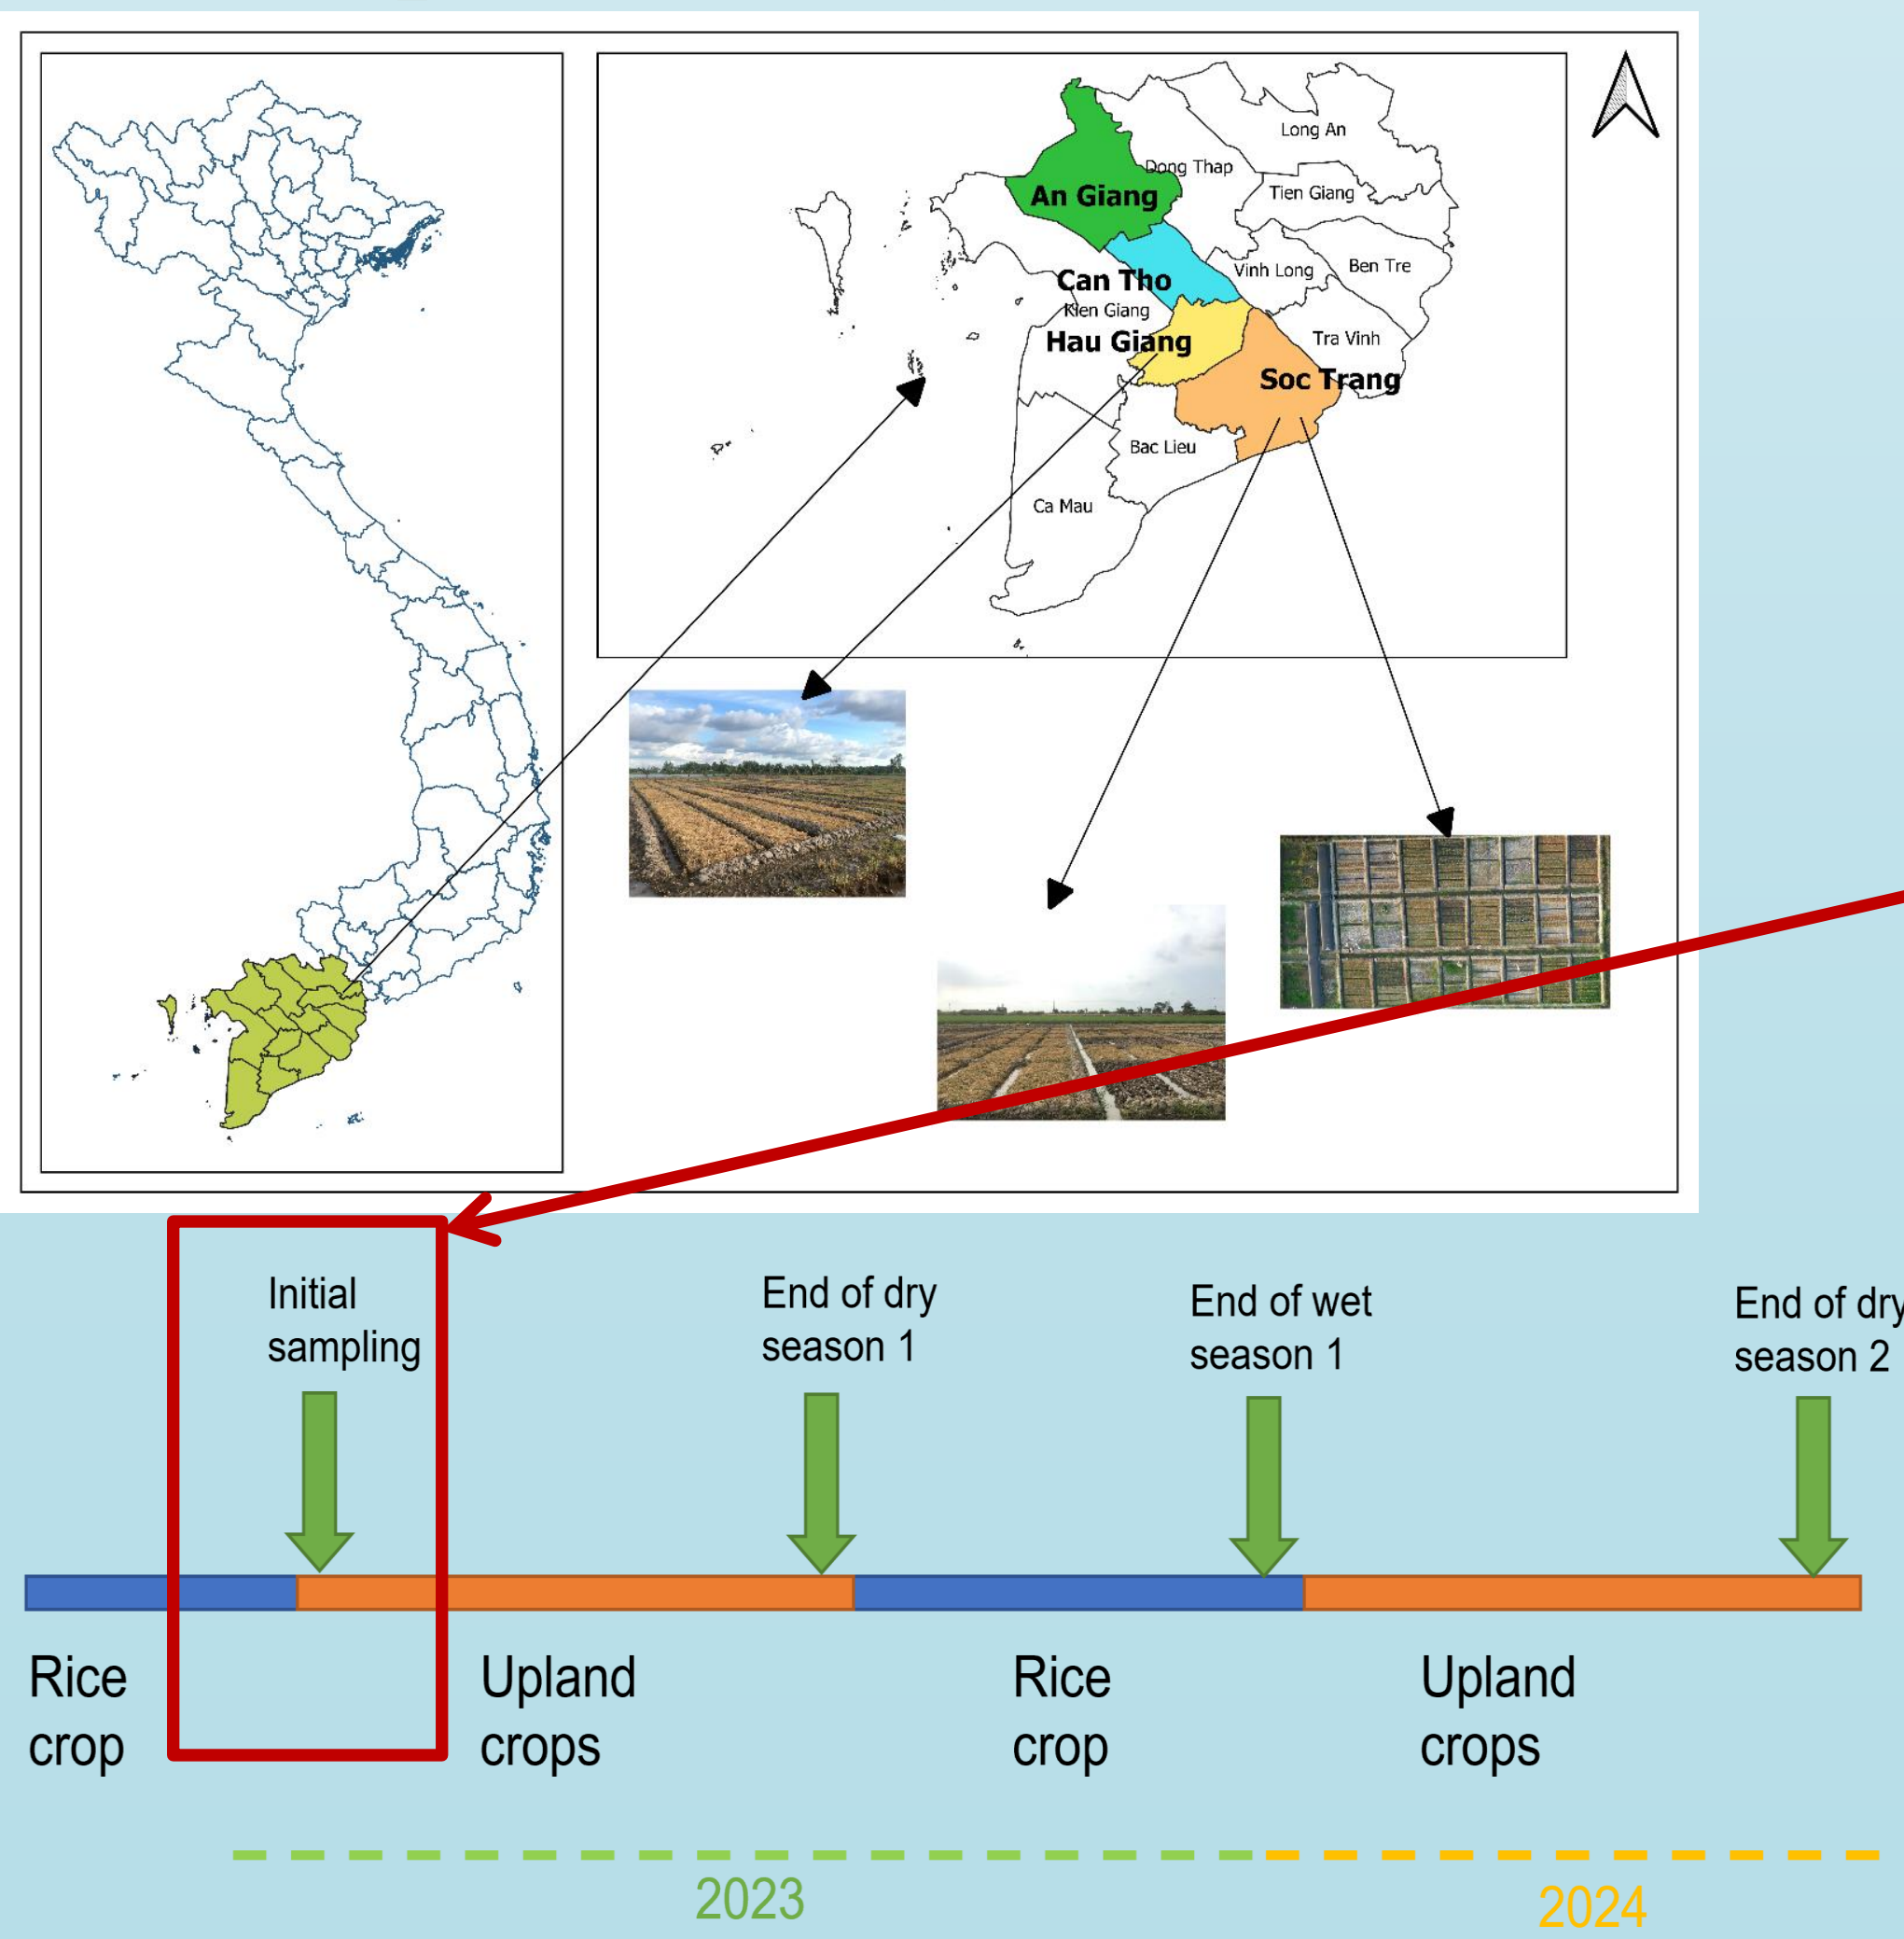 Long An
Dong Thap
An Giang
Tien Giang
Can Tho
Vinh Long
Ben Tre
Kien Giang
Hau Giang
Tra Vinh
Soc Trang
Bac Lieu
Ca Mau
Initial
sampling
End of dry
season 1
End of wet
season 1
End of dry
season 2
Rice
crop
Upland
crops
Rice
crop
Upland
crops
2023
2024